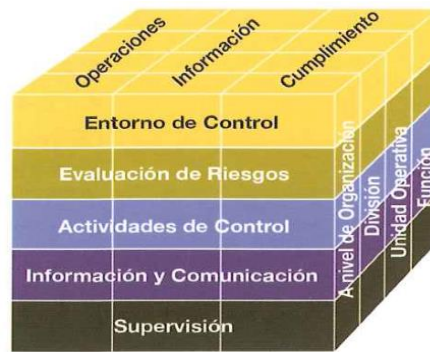 Operaciones
Información
Cumplimiento
Entorno de Control
Evaluación de Riesgos
Actividades de Control
Información y Comunicación
Supervisión
A nivel de Organización
División
Unidad Operativa
Función